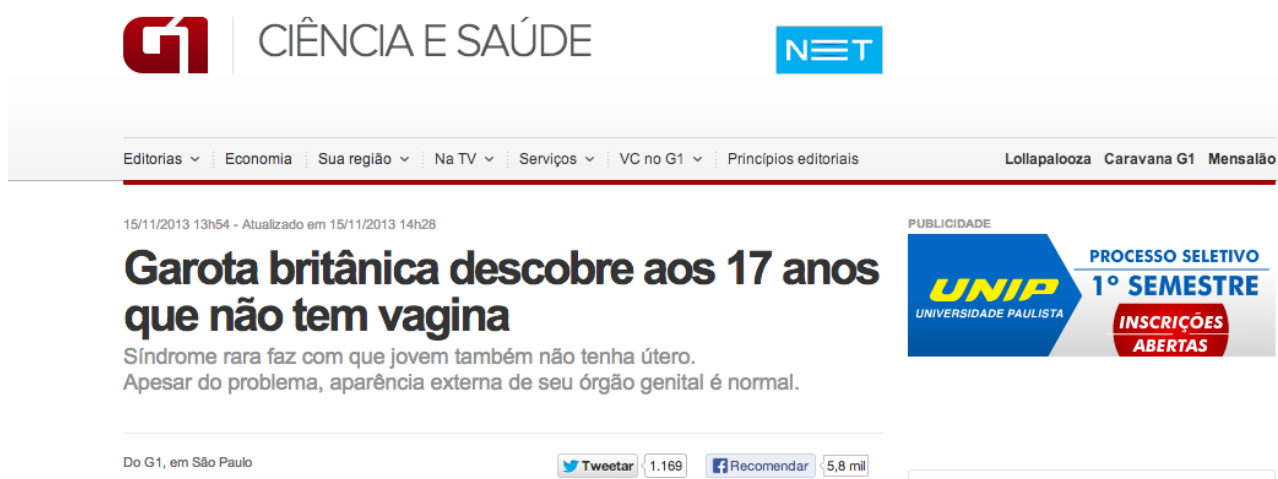 G1
CIÊNCIA E SAÚDE
NET
Editorias
Economia
Sua região
Na TV
Serviços
VC no G1
Princípios editoriais
Lollapalooza
Caravana G1
Mensalão
15/11/2013 13h54 - Atualizado em 15/11/2013 14h28
Garota britânica descobre aos 17 anos
que não tem vagina
Síndrome rara faz com que jovem também não tenha útero.
Apesar do problema, aparência externa de seu órgão genital é normal.
Do G1, em São Paulo
Tweetar
1.169
Recomendar
5,8 mil
PUBLICIDADE
UNIP
UNIVERSIDADE PAULISTA
PROCESSO SELETIVO
1º SEMESTRE
INSCRIÇÕES
ABERTAS